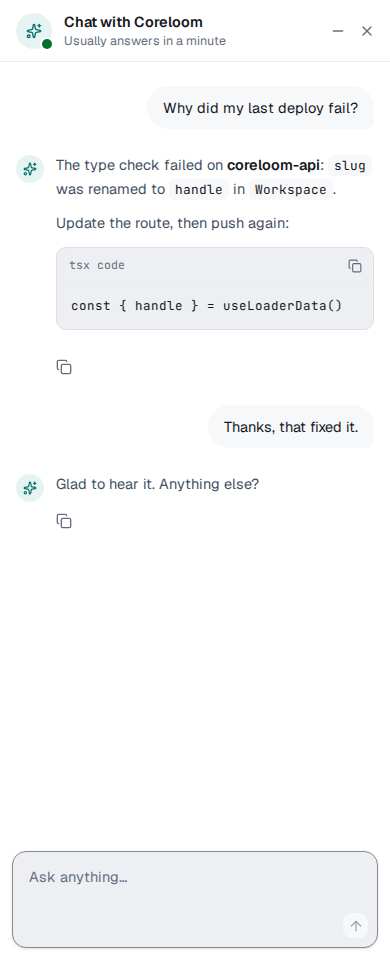 Chat with Coreloom
Usually answers in a minute
Why did my last deploy fail?
The type check failed on coreloom-api: slug
was renamed to handle in Workspace.
Update the route, then push again:
tsx code
const { handle } = useLoaderData()
Thanks, that fixed it.
Glad to hear it. Anything else?
Ask anything…